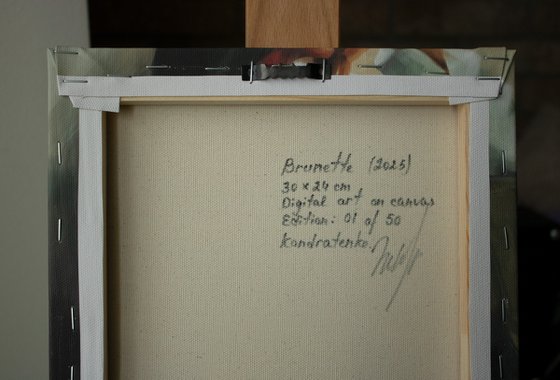 Brunette (2025)
30 × 24 cm
Digital art on canvas
Edition: 01 of 50
Kondratenko.